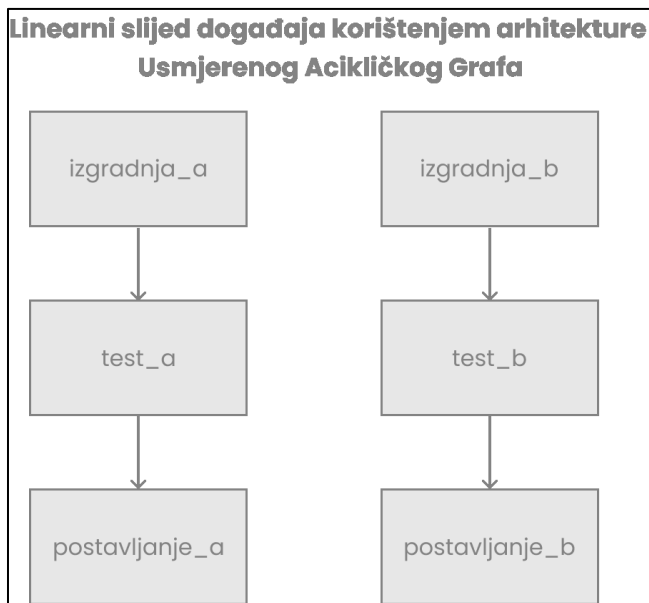 Linearni slijed događaja korištenjem arhitekture
Usmjerenog Acikličkog Grafa
izgradnja_a
izgradnja_b
test_a
test_b
postavljanje_a
postavljanje_b